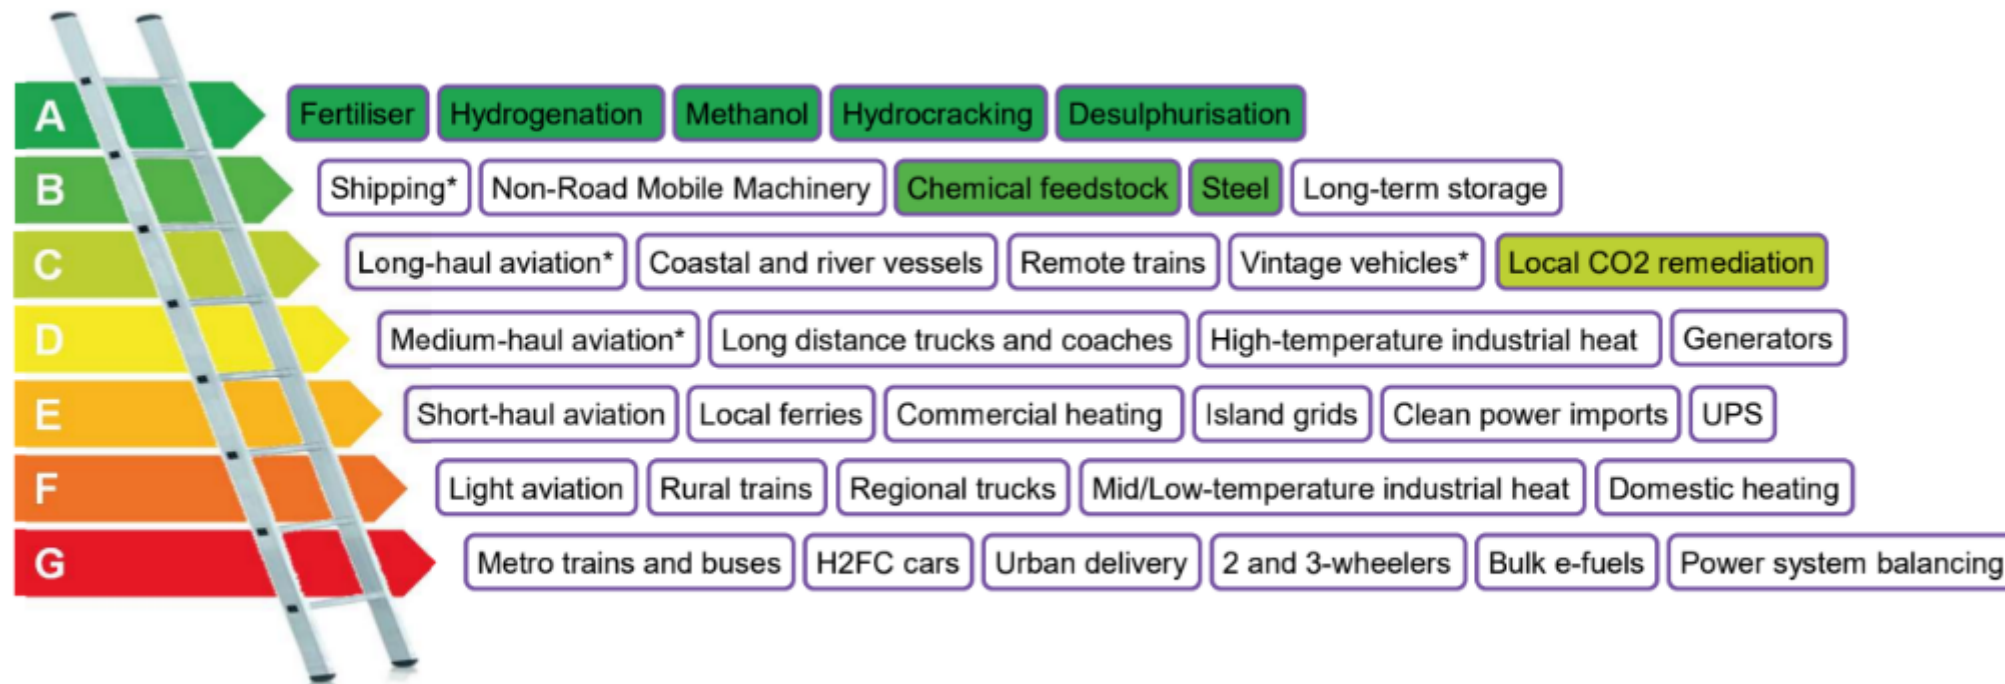 A Fertiliser Hydrogenation Methanol Hydrocracking Desulphurisation
B Shipping* Non-Road Mobile Machinery Chemical feedstock Steel Long-term storage
C Long-haul aviation* Coastal and river vessels Remote trains Vintage vehicles* Local CO2 remediation
D Medium-haul aviation* Long distance trucks and coaches High-temperature industrial heat Generators
E Short-haul aviation Local ferries Commercial heating Island grids Clean power imports UPS
F Light aviation Rural trains Regional trucks Mid/Low-temperature industrial heat Domestic heating
G Metro trains and buses H2FC cars Urban delivery 2 and 3-wheelers Bulk e-fuels Power system balancing